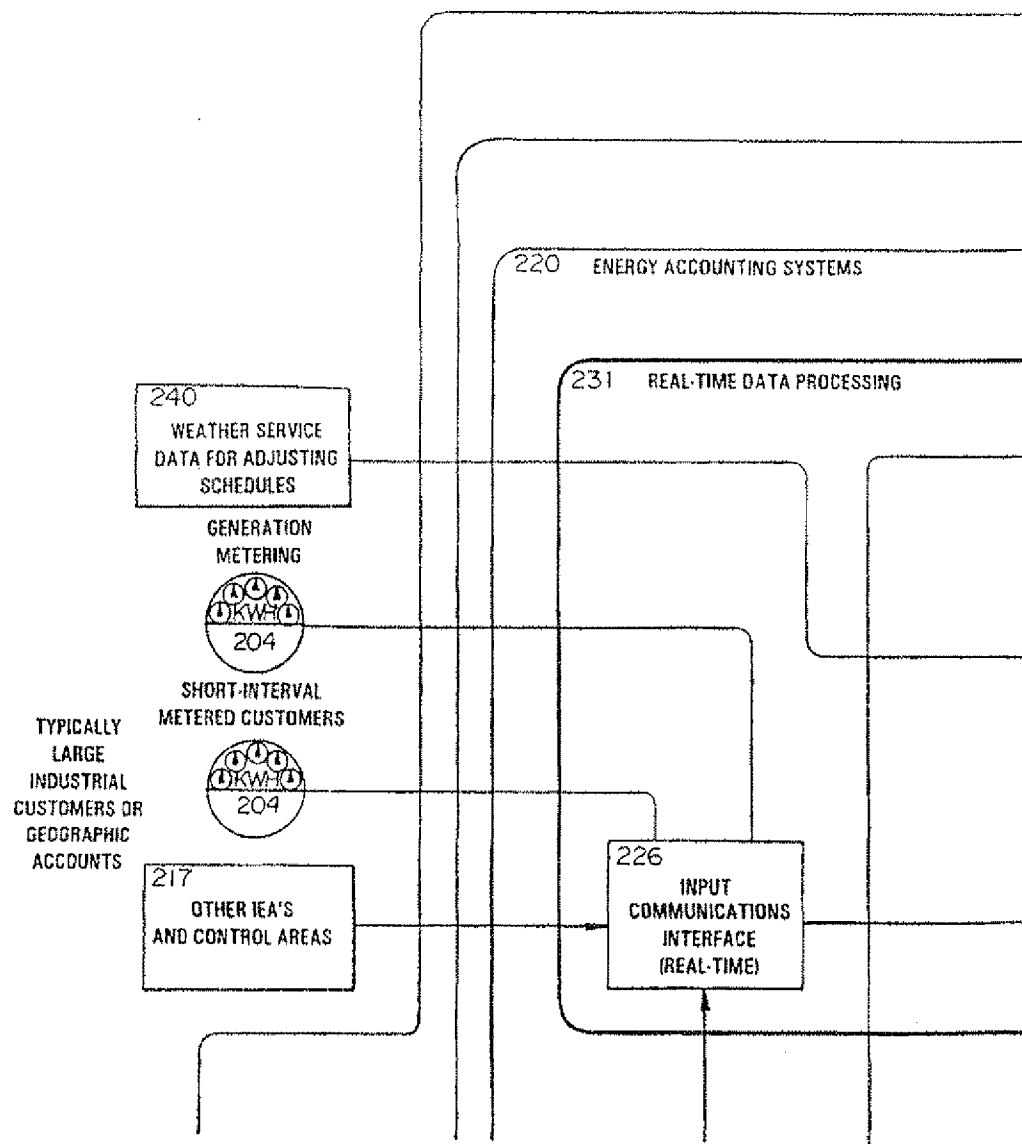 220 ENERGY ACCOUNTING SYSTEMS
231 REAL-TIME DATA PROCESSING
240
WEATHER SERVICE
DATA FOR ADJUSTING
SCHEDULES
GENERATION
METERING
KWH
204
SHORT-INTERVAL
METERED CUSTOMERS
KWH
204
TYPICALLY
LARGE
INDUSTRIAL
CUSTOMERS OR
GEOGRAPHIC
ACCOUNTS
217
OTHER IEA'S
AND CONTROL AREAS
226
INPUT
COMMUNICATIONS
INTERFACE
(REAL-TIME)